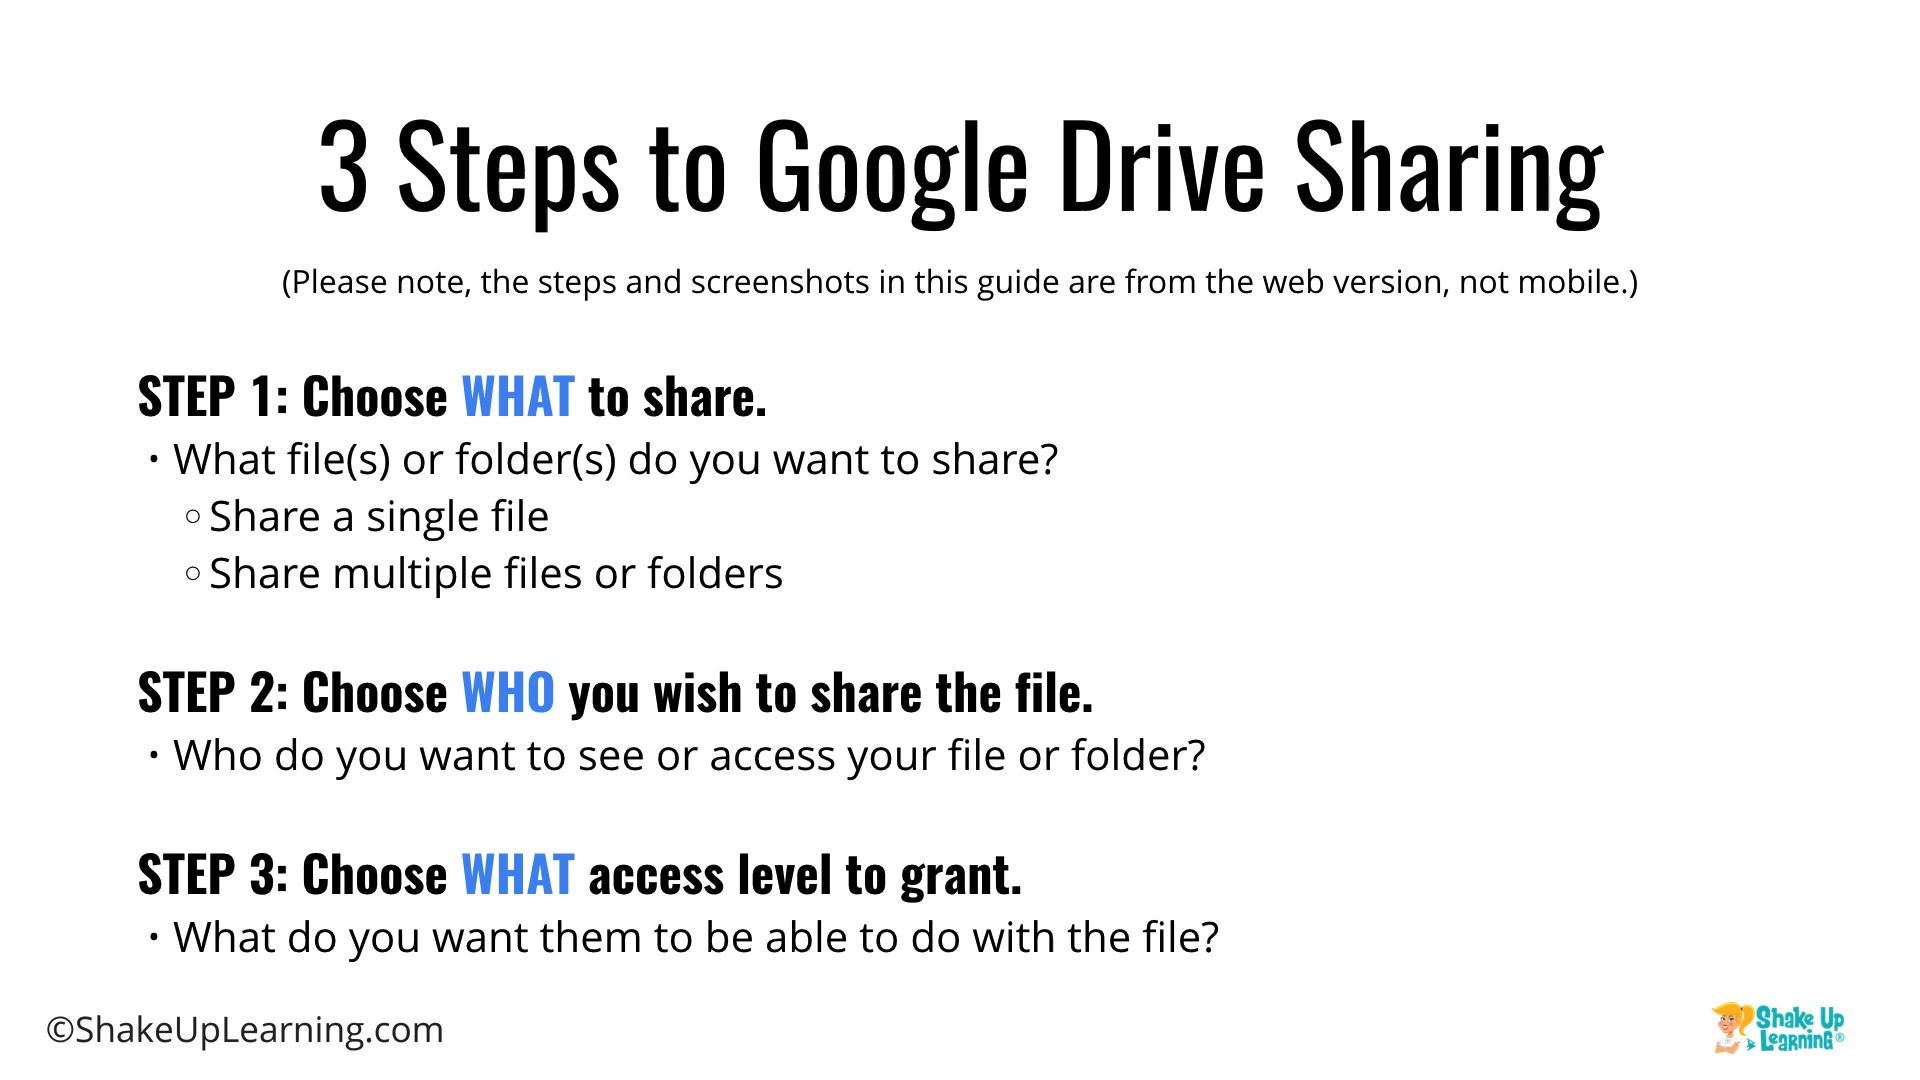 3 Steps to Google Drive Sharing
(Please note, the steps and screenshots in this guide are from the web version, not mobile.)
STEP 1: Choose WHAT to share.
• What file(s) or folder(s) do you want to share?
○ Share a single file
○ Share multiple files or folders
STEP 2: Choose WHO you wish to share the file.
• Who do you want to see or access your file or folder?
STEP 3: Choose WHAT access level to grant.
• What do you want them to be able to do with the file?
©ShakeUpLearning.com
Shake Up
Learning®